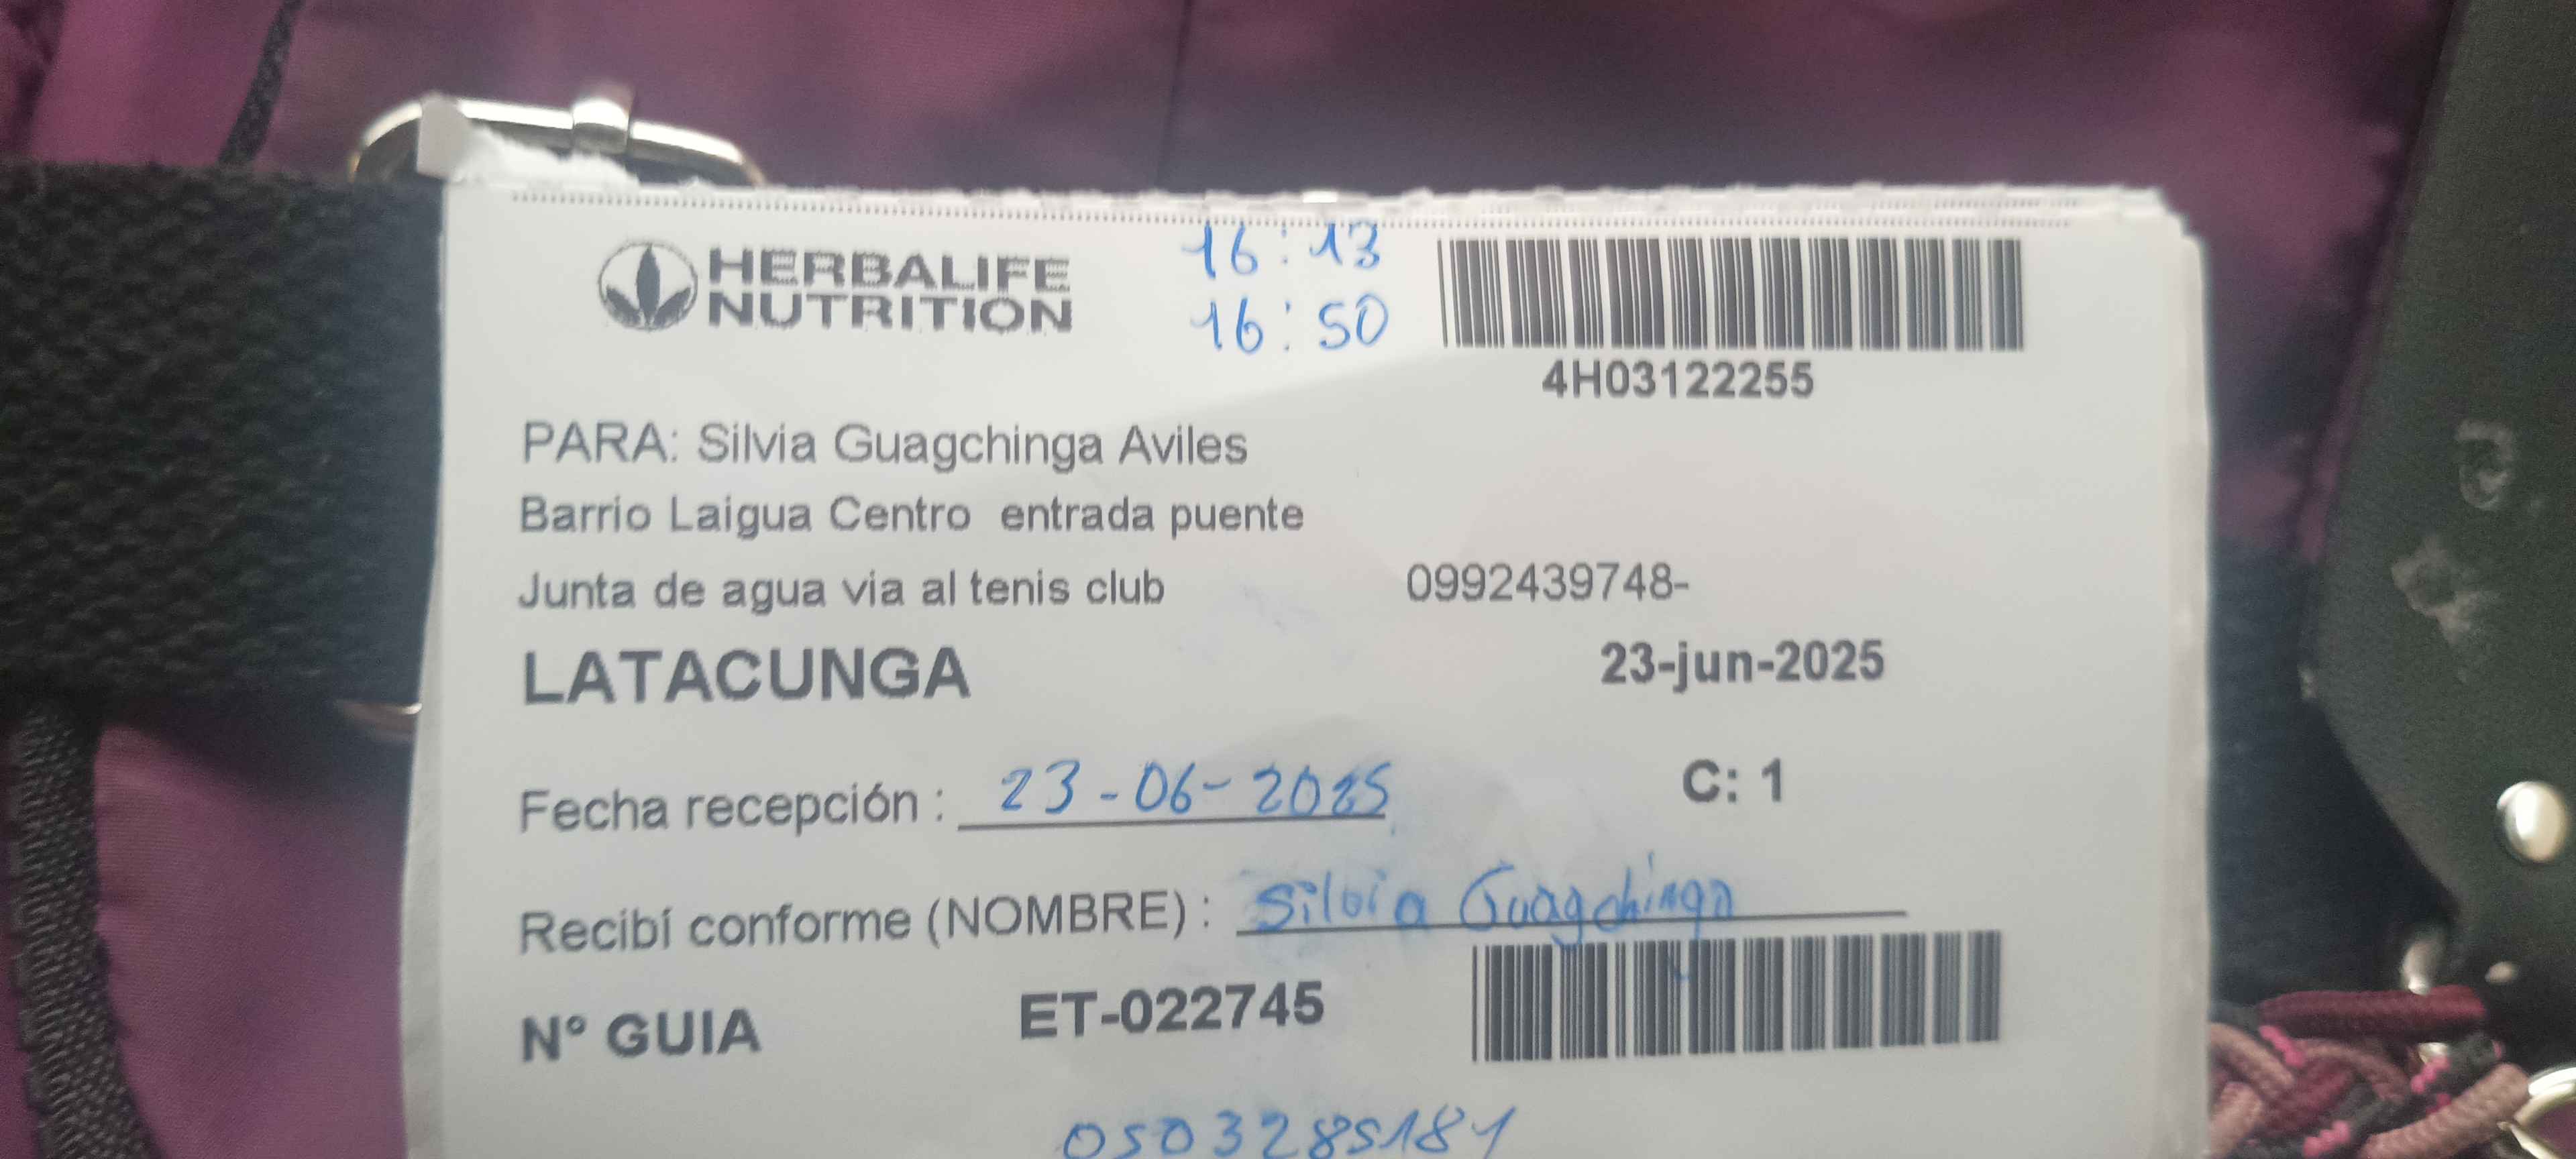 HERBALIFE
NUTRITION
16:13
16:50
4H03122255
PARA: Silvia Guagchinga Aviles
Barrio Laigua Centro entrada puente
Junta de agua via al tenis club 0992439748-
LATACUNGA 23-jun-2025
Fecha recepción : 23-06-2025 C: 1
Recibí conforme (NOMBRE) : Silvia Guagchinga
N° GUIA ET-022745
0503285181